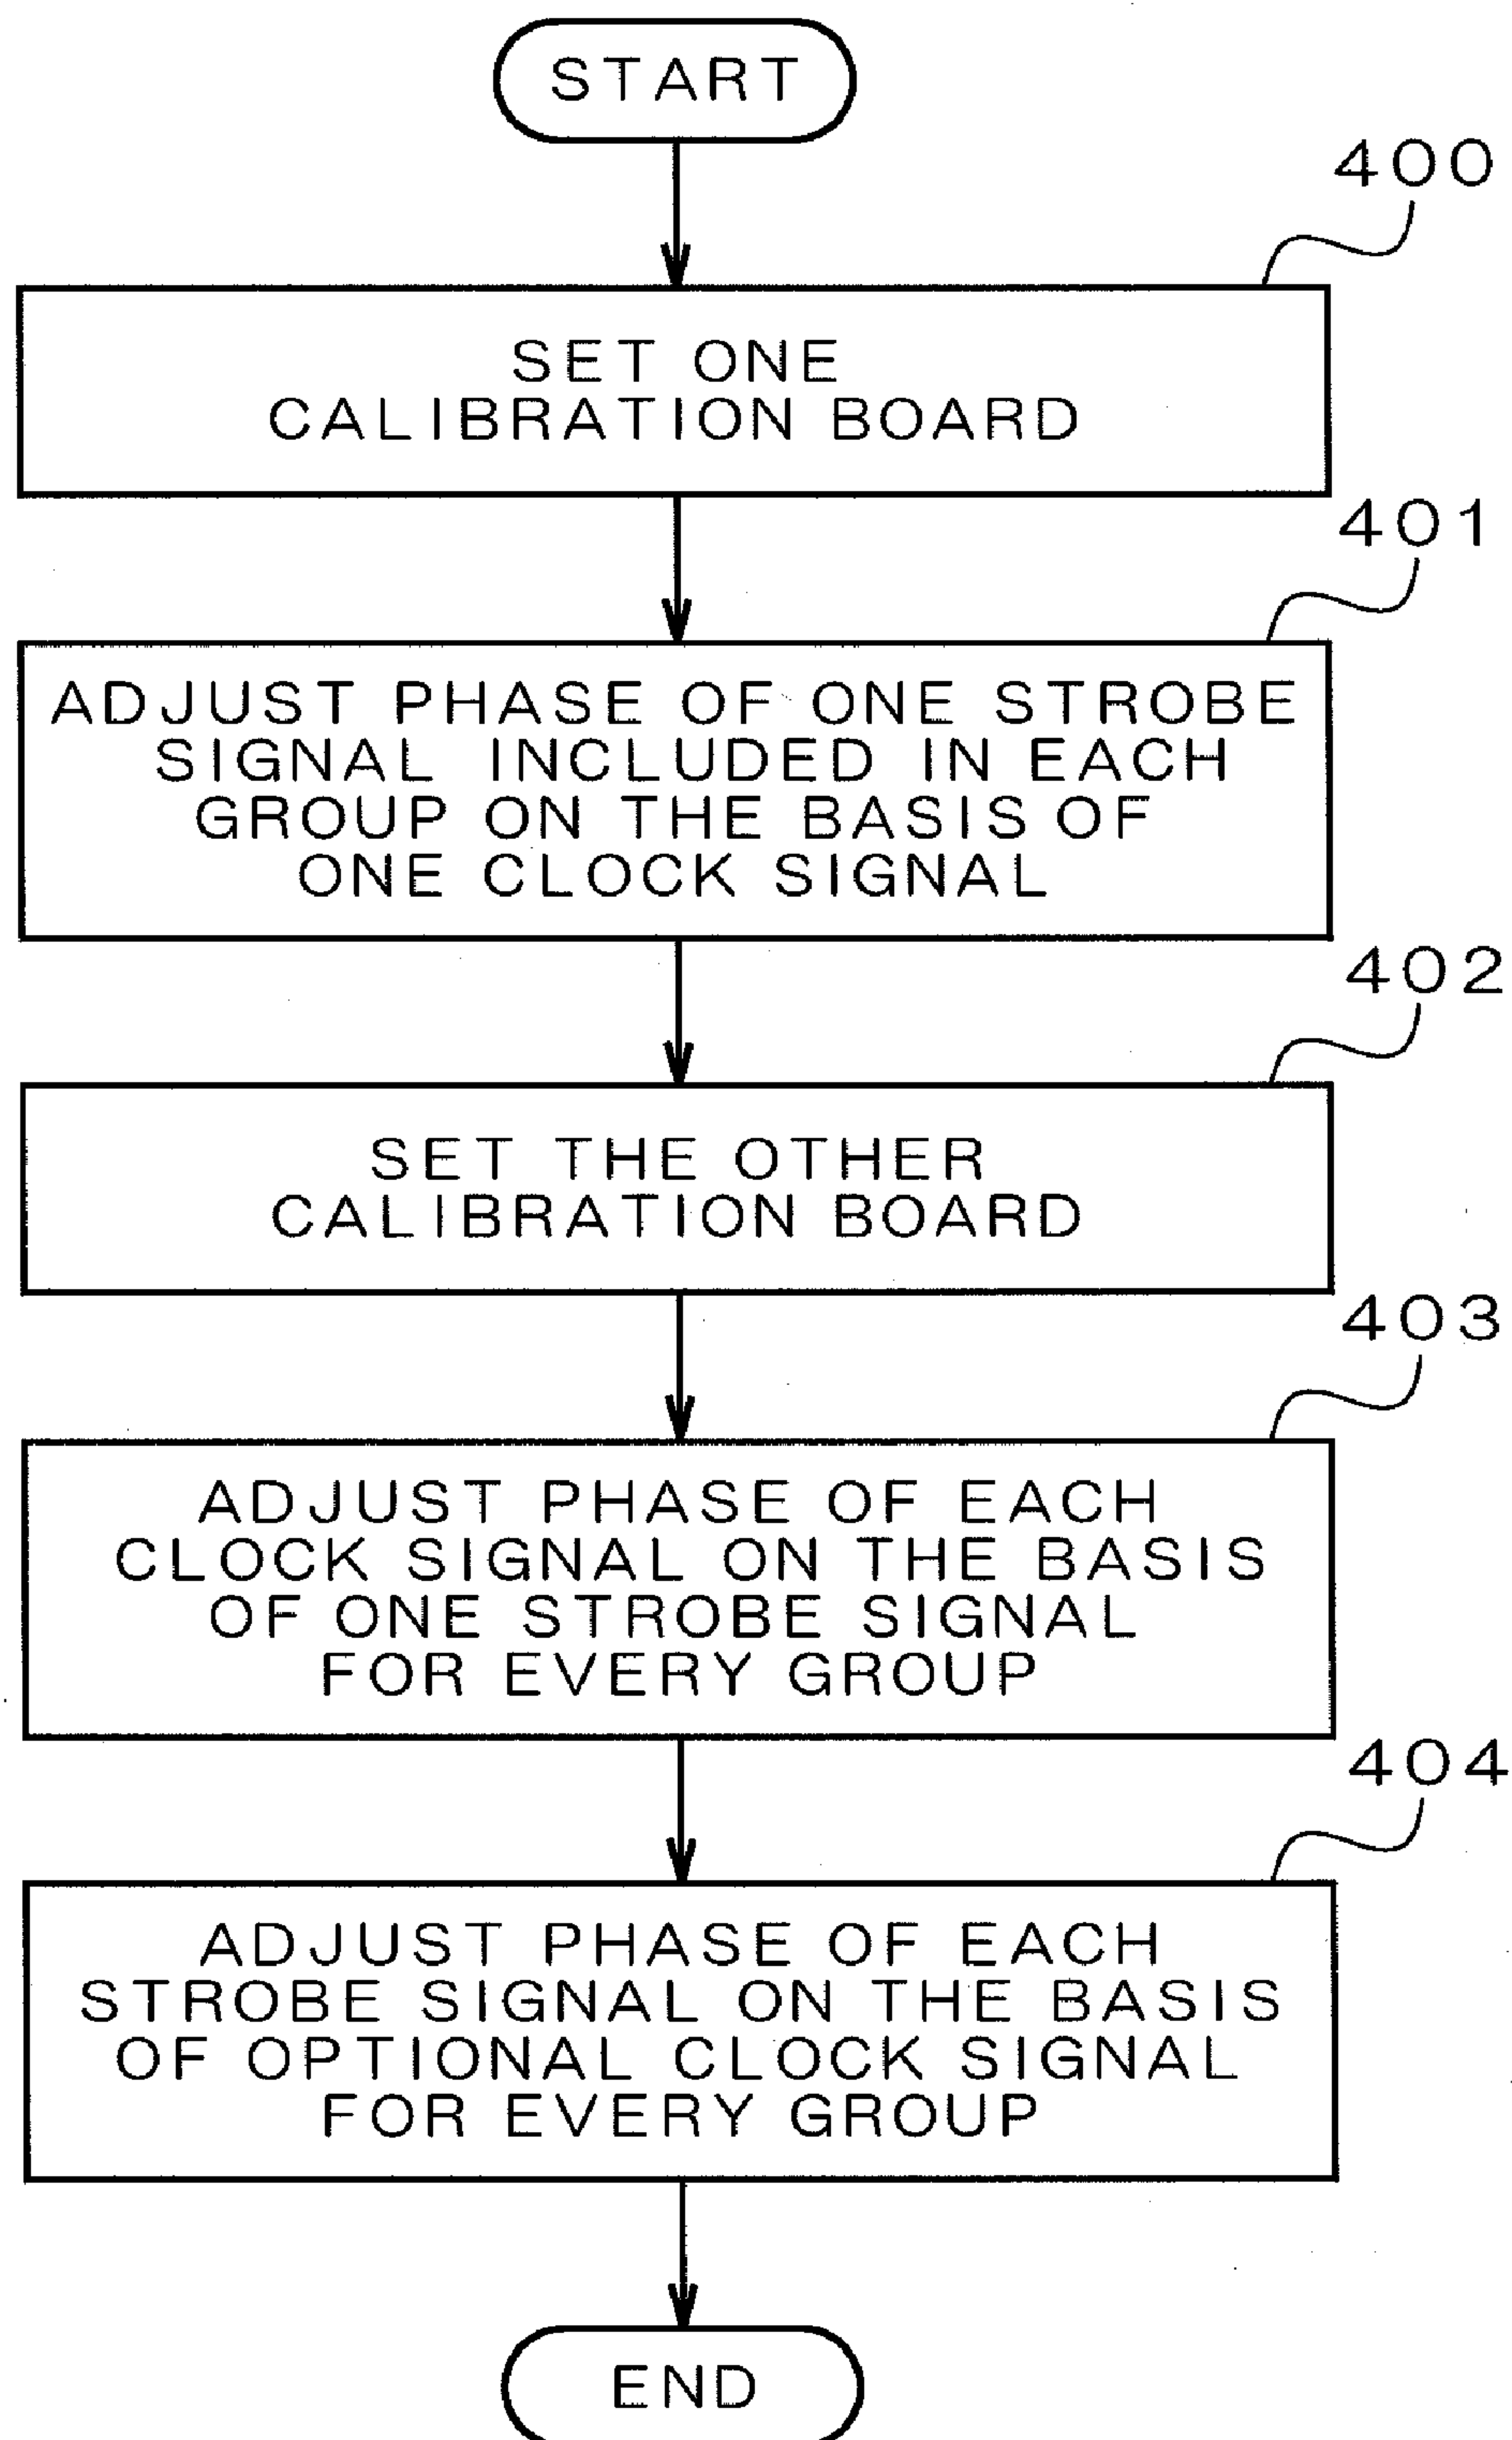 START
400
SET ONE
CALIBRATION BOARD
401
ADJUST PHASE OF ONE STROBE
SIGNAL INCLUDED IN EACH
GROUP ON THE BASIS OF
ONE CLOCK SIGNAL
402
SET THE OTHER
CALIBRATION BOARD
403
ADJUST PHASE OF EACH
CLOCK SIGNAL ON THE BASIS
OF ONE STROBE SIGNAL
FOR EVERY GROUP
404
ADJUST PHASE OF EACH
STROBE SIGNAL ON THE BASIS
OF OPTIONAL CLOCK SIGNAL
FOR EVERY GROUP
END